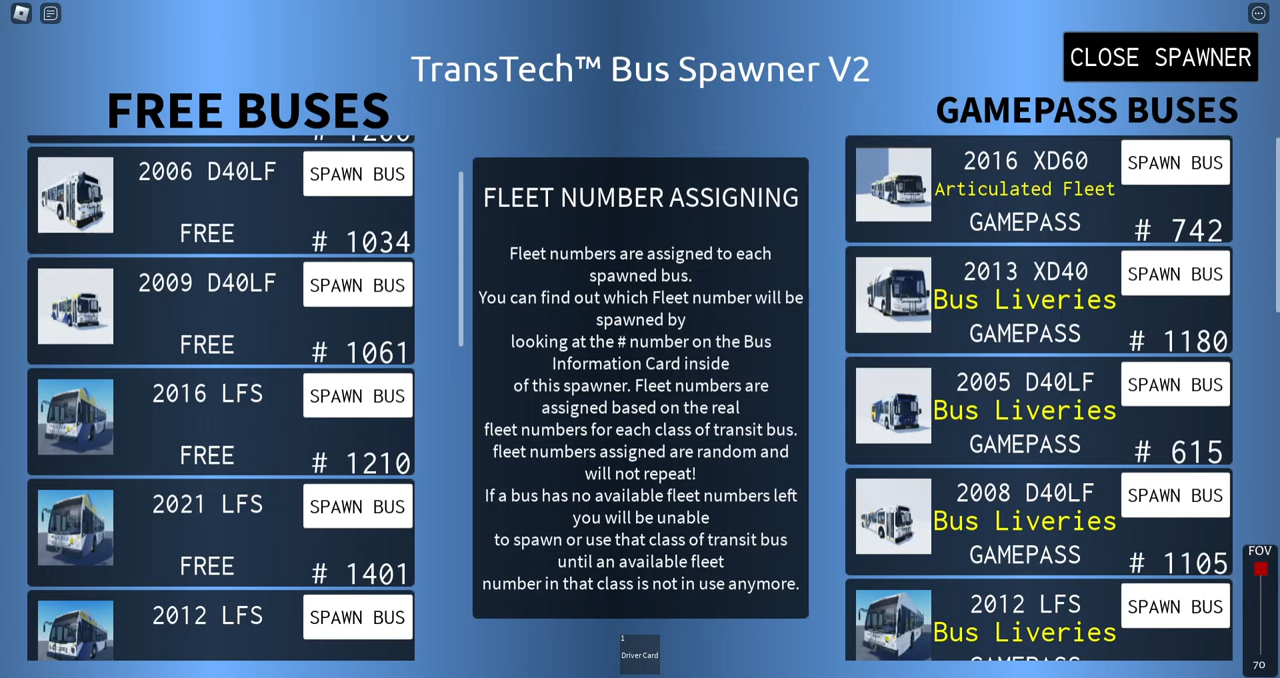 TransTech™ Bus Spawner V2
CLOSE SPAWNER
FREE BUSES
2006 D40LF
SPAWN BUS
FREE
# 1034
2009 D40LF
SPAWN BUS
FREE
# 1061
2016 LFS
SPAWN BUS
FREE
# 1210
2021 LFS
SPAWN BUS
FREE
# 1401
2012 LFS
SPAWN BUS
FLEET NUMBER ASSIGNING
Fleet numbers are assigned to each
spawned bus.
You can find out which Fleet number will be
spawned by
looking at the # number on the Bus
Information Card inside
of this spawner. Fleet numbers are
assigned based on the real
fleet numbers for each class of transit bus.
fleet numbers assigned are random and
will not repeat!
If a bus has no available fleet numbers left
you will be unable
to spawn or use that class of transit bus
until an available fleet
number in that class is not in use anymore.
GAMEPASS BUSES
2016 XD60
SPAWN BUS
Articulated Fleet
GAMEPASS
# 742
2013 XD40
SPAWN BUS
Bus Liveries
GAMEPASS
# 1180
2005 D40LF
SPAWN BUS
Bus Liveries
GAMEPASS
# 615
2008 D40LF
SPAWN BUS
Bus Liveries
GAMEPASS
# 1105
2012 LFS
SPAWN BUS
Bus Liveries
GAMEPASS
1
Driver Card
FOV
70